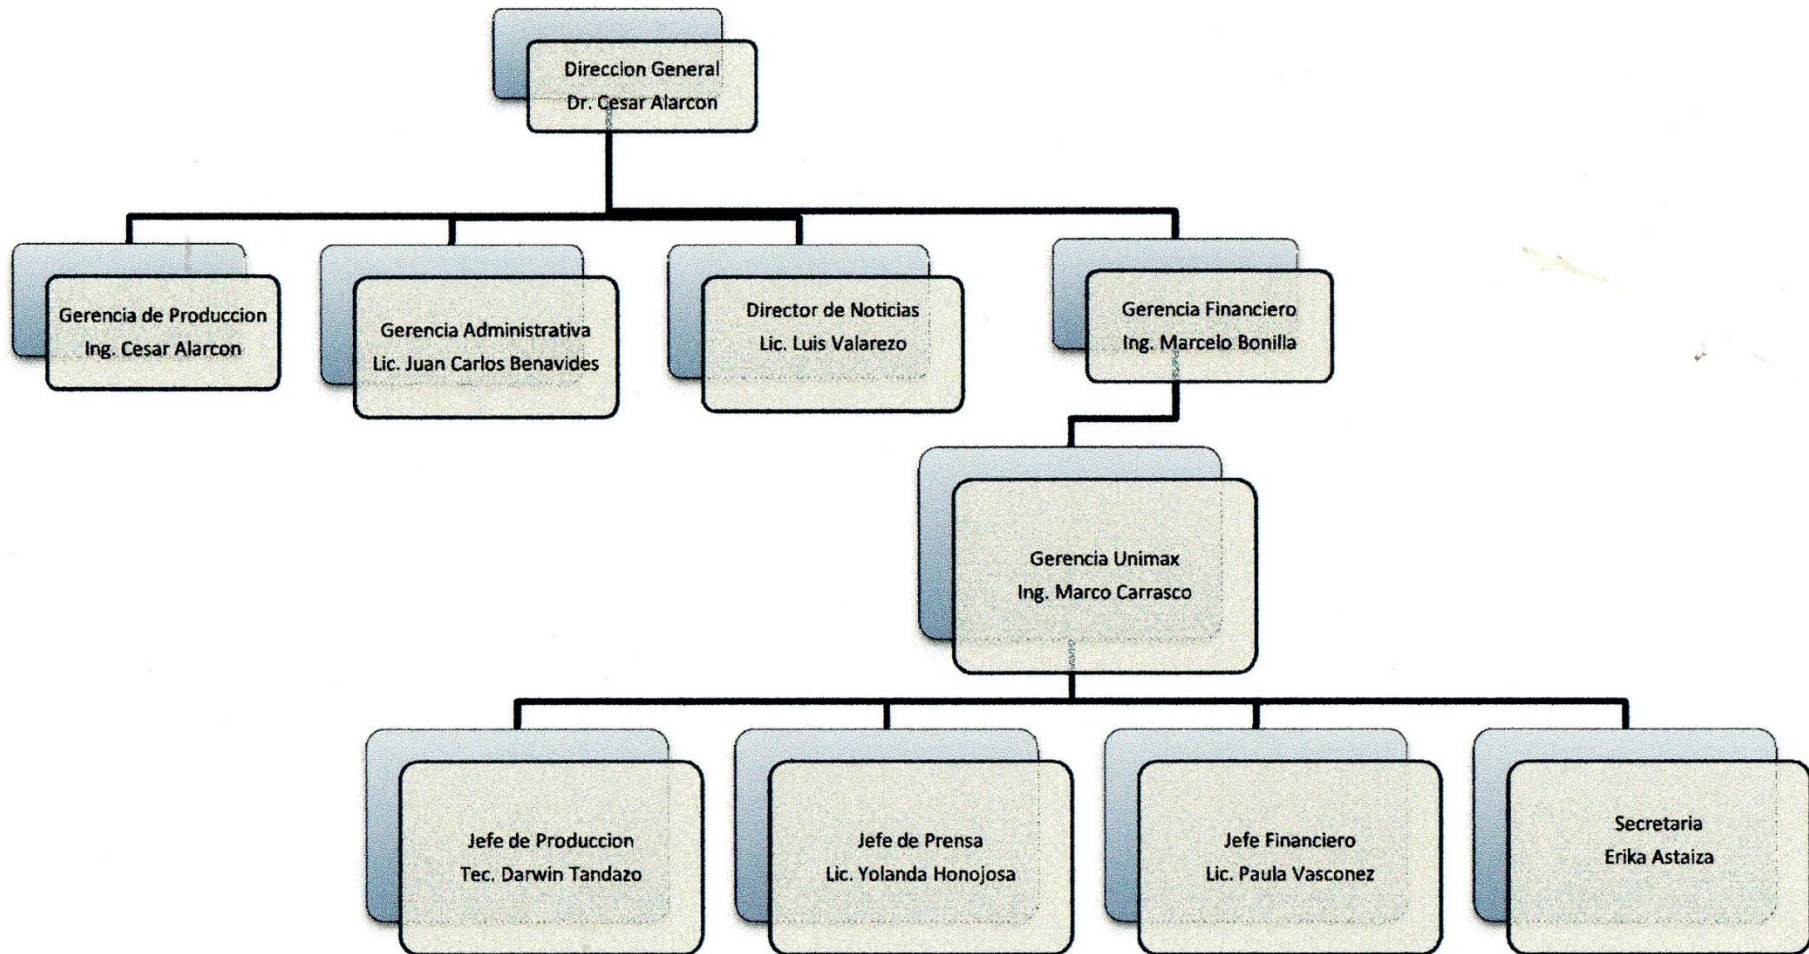 Direccion General
Dr. Cesar Alarcon
Gerencia de Produccion
Ing. Cesar Alarcon
Gerencia Administrativa
Lic. Juan Carlos Benavides
Director de Noticias
Lic. Luis Valarezo
Gerencia Financiero
Ing. Marcelo Bonilla
Gerencia Unimax
Ing. Marco Carrasco
Jefe de Produccion
Tec. Darwin Tandazo
Jefe de Prensa
Lic. Yolanda Honojosa
Jefe Financiero
Lic. Paula Vasconez
Secretaria
Erika Astaiza